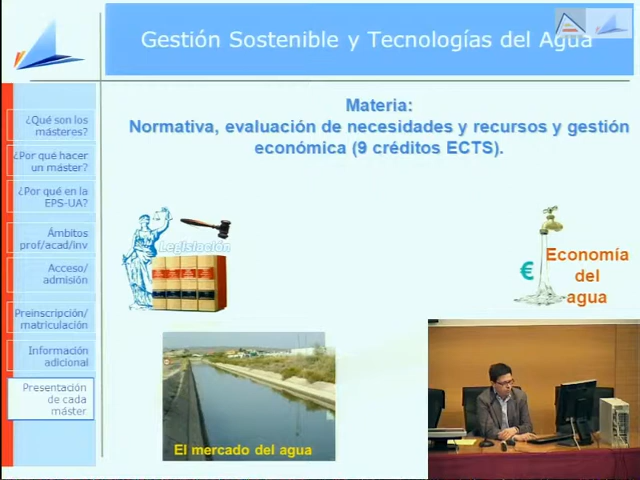 Gestión Sostenible y Tecnologías del Agua
Materia:
Normativa, evaluación de necesidades y recursos y gestión
económica (9 créditos ECTS).
¿Qué son los
másteres?
¿Por qué hacer
un máster?
¿Por qué en la
EPS-UA?
Ámbitos
prof/acad/inv
Acceso/
admisión
Preinscripción/
matriculación
Información
adicional
Presentación
de cada
máster
Legislación
€
Economía
del
agua
El mercado del agua